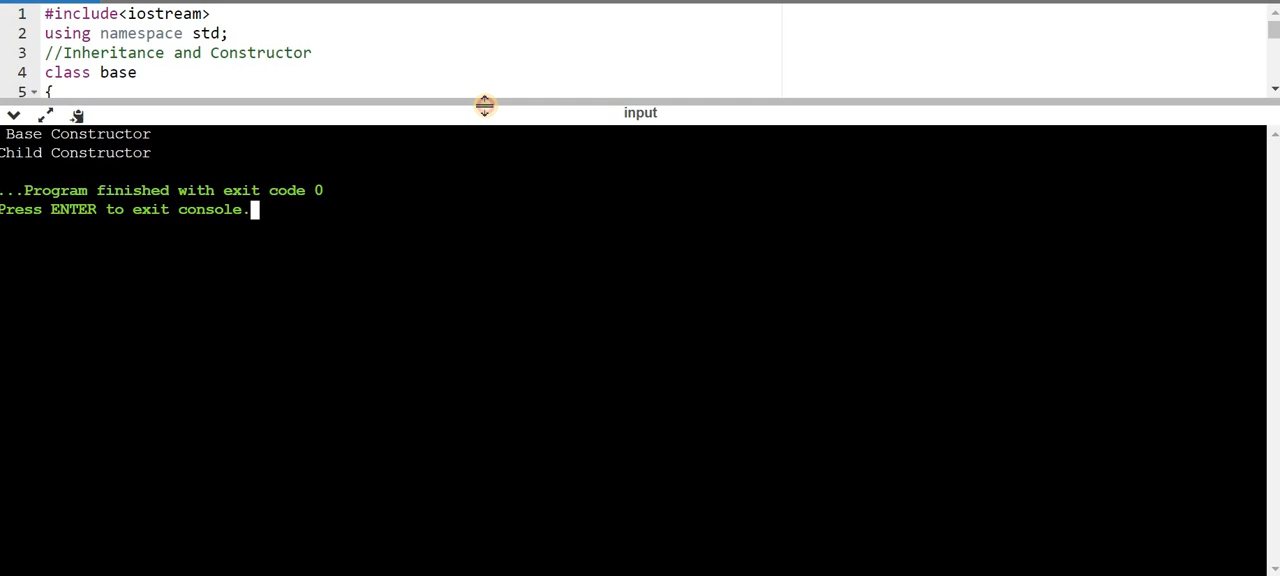 1 #include<iostream>
2 using namespace std;
3 //Inheritance and Constructor
4 class base
5 {
input
Base Constructor
Child Constructor
...Program finished with exit code 0
Press ENTER to exit console.